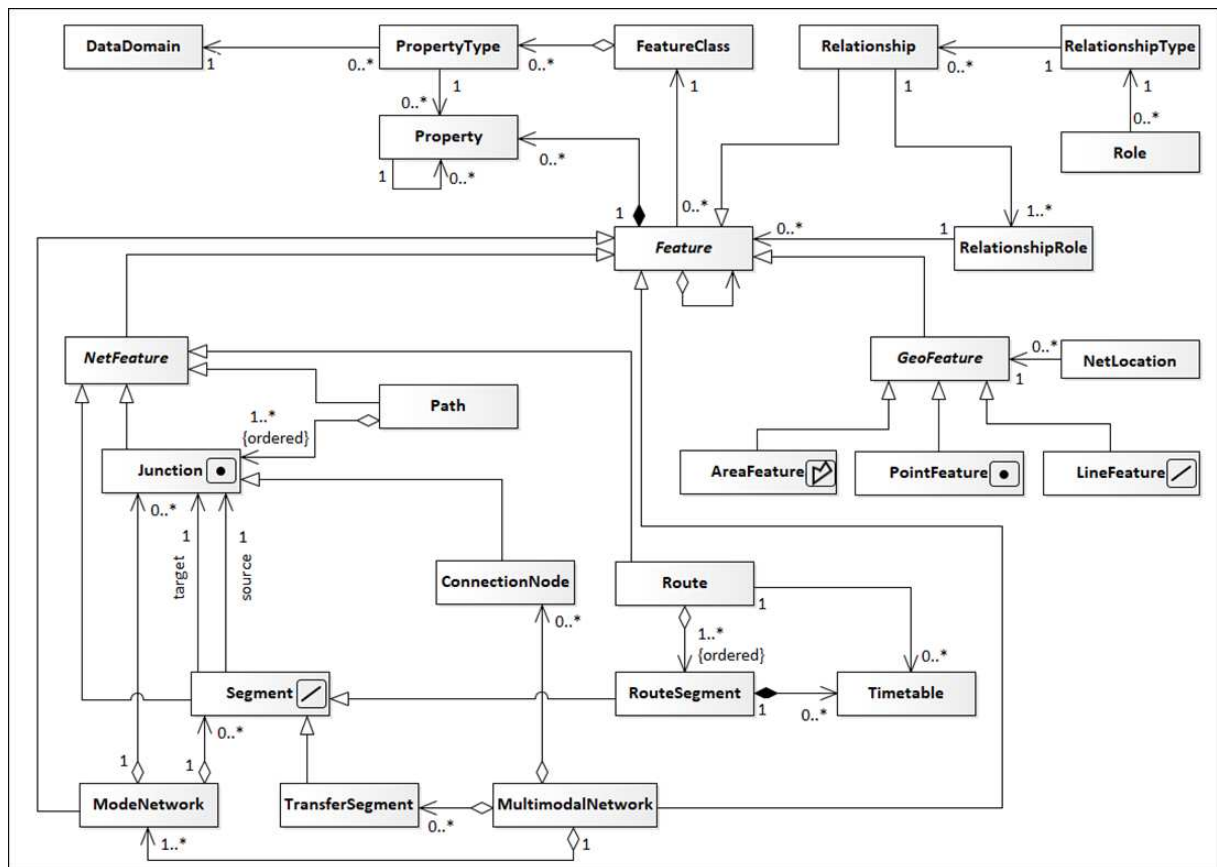 DataDomain
PropertyType
FeatureClass
Relationship
RelationshipType
1
0..*
0..*
1
0..*
1
1
1
0..*
0..*
Property
0..*
Role
1
0..*
1
0..*
1..*
1
0..*
Feature
RelationshipRole
NetFeature
GeoFeature
0..*
1
NetLocation
Path
1..*
{ordered}
Junction
AreaFeature
PointFeature
LineFeature
0..*
1
1
target
source
ConnectionNode
Route
0..*
1
1..*
{ordered}
0..*
Segment
RouteSegment
Timetable
1
0..*
0..*
1
1
ModeNetwork
TransferSegment
MultimodalNetwork
0..*
1..*
1